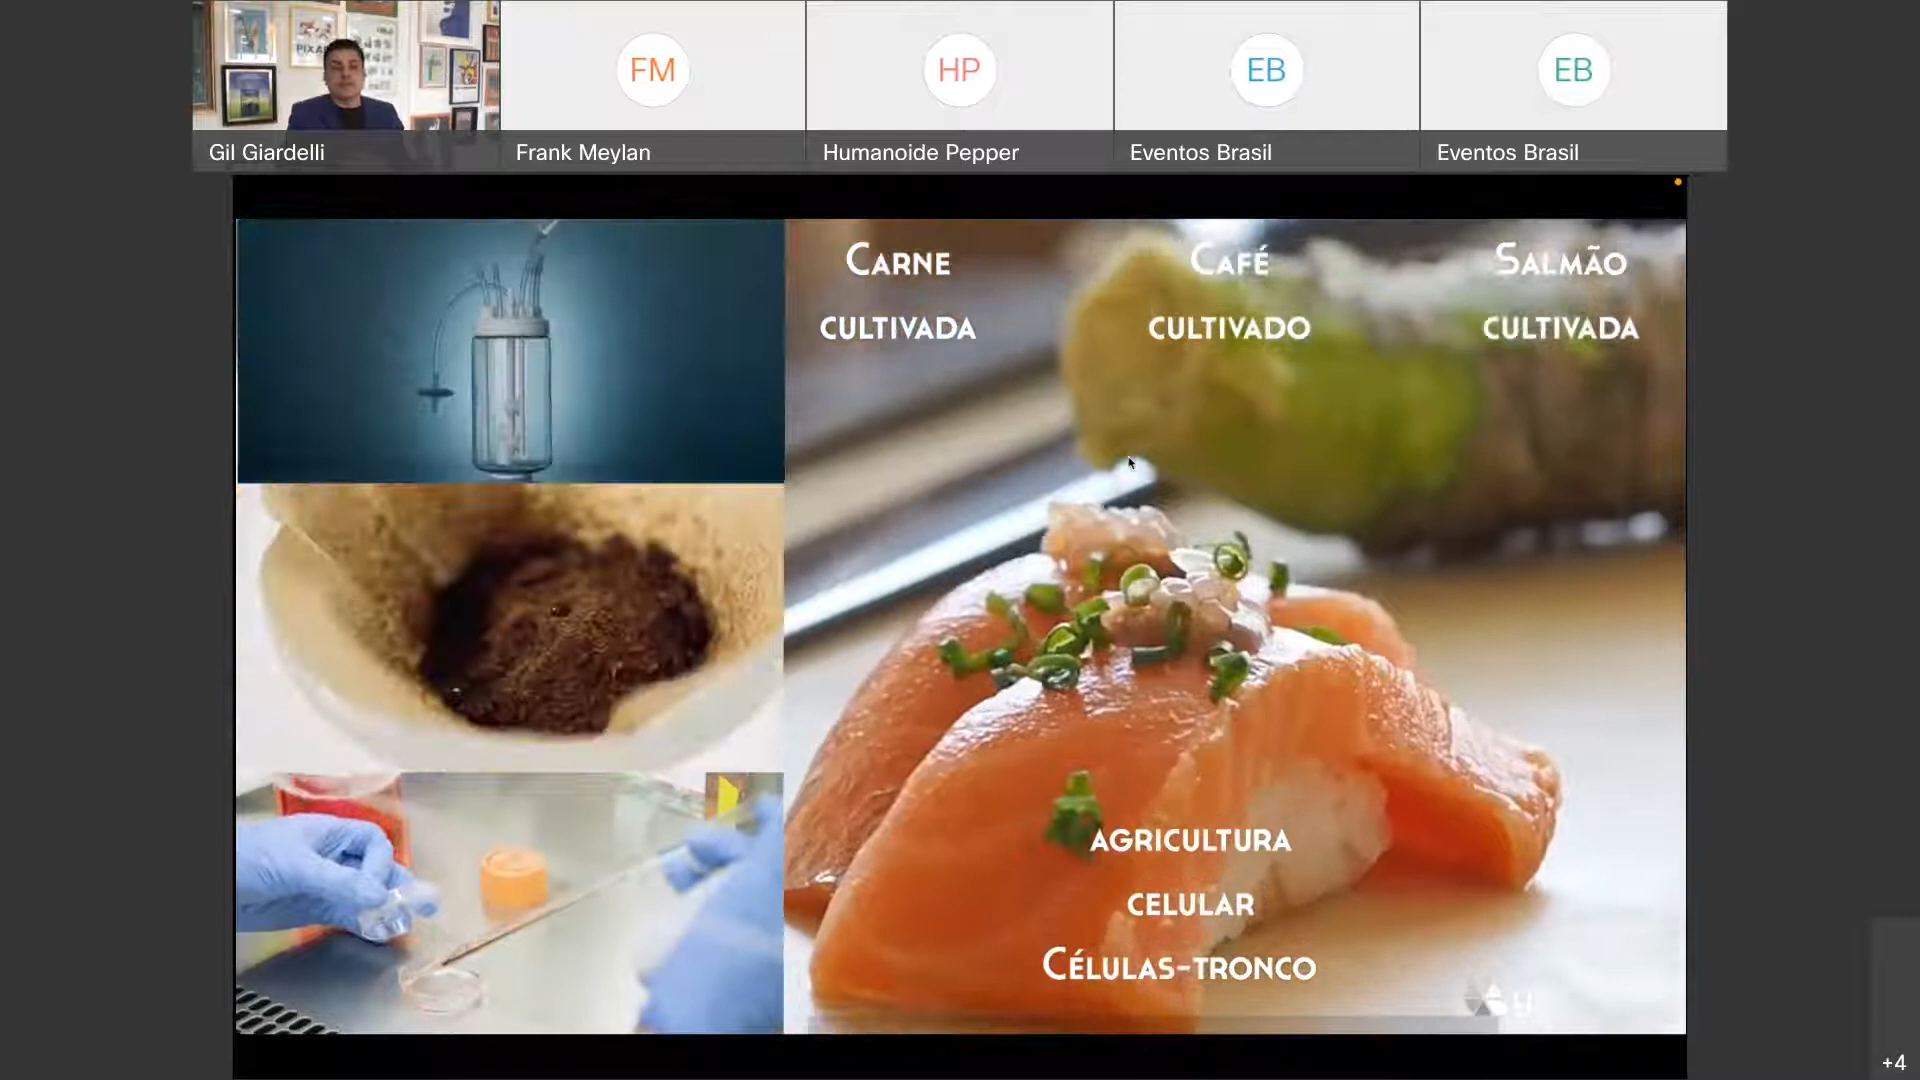 PIXAR
FM
HP
EB
EB
Gil Giardelli
Frank Meylan
Humanoide Pepper
Eventos Brasil
Eventos Brasil
CARNE
CULTIVADA
CAFÉ
CULTIVADO
SALMÃO
CULTIVADA
AGRICULTURA
CELULAR
CÉLULAS-TRONCO
+4